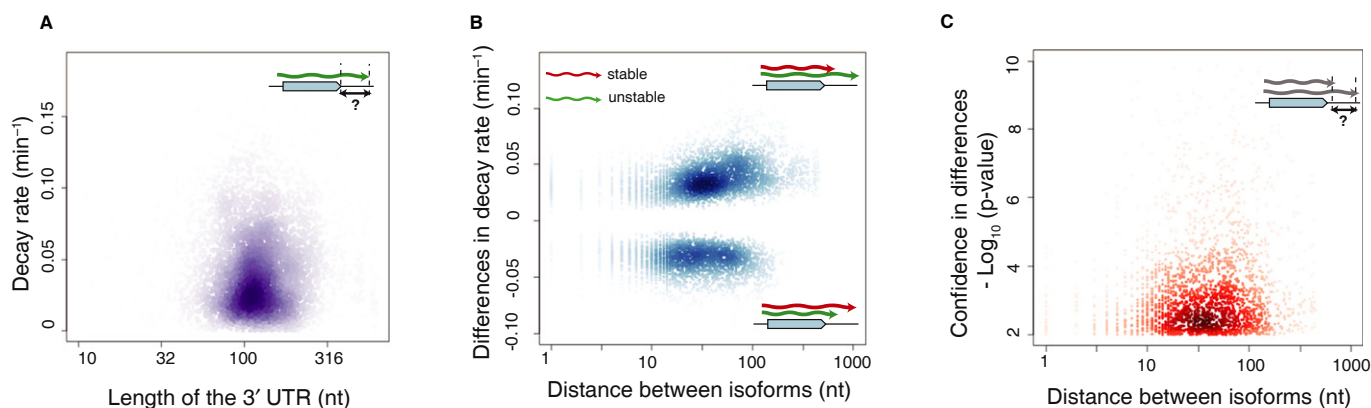 A
Decay rate (min⁻¹)
0.15
0.10
0.05
0
?
10
32
100
316
Length of the 3′ UTR (nt)
B
Differences in decay rate (min⁻¹)
0.10
0.05
0
-0.05
-0.10
stable
unstable
1
10
100
1000
Distance between isoforms (nt)
C
Confidence in differences
- Log₁₀ (p-value)
10
8
6
4
2
?
1
10
100
1000
Distance between isoforms (nt)